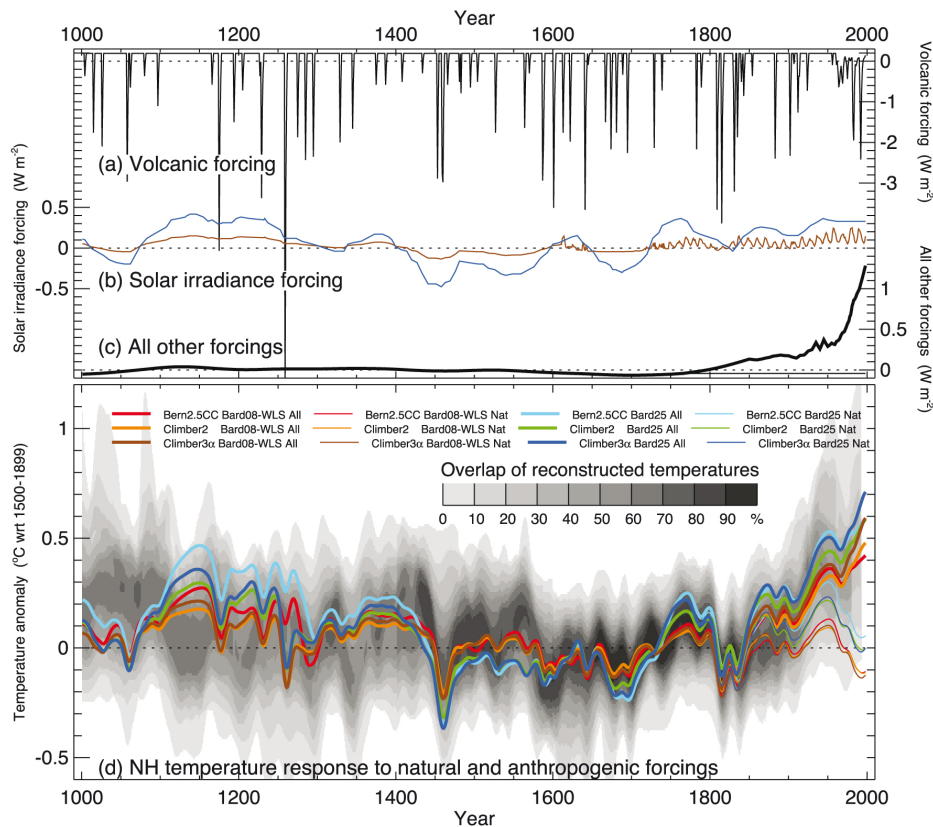 Year
1000 1200 1400 1600 1800 2000
0
-1
-2
-3
Volcanic forcing (W m-2)
(a) Volcanic forcing
Solar irradiance forcing (W m-2)
0.5
0
-0.5
(b) Solar irradiance forcing
All other forcings (W m-2)
1
0.5
0
(c) All other forcings
Bern2.5CC Bard08-WLS All Bern2.5CC Bard08-WLS Nat Bern2.5CC Bard25 All Bern2.5CC Bard25 Nat
Climber2 Bard08-WLS All Climber2 Bard08-WLS Nat Climber2 Bard25 All Climber2 Bard25 Nat
Climber3α Bard08-WLS All Climber3α Bard08-WLS Nat Climber3α Bard25 All Climber3α Bard25 Nat
Overlap of reconstructed temperatures
0 10 20 30 40 50 60 70 80 90 %
Temperature anomaly (°C wrt 1500-1899)
1
0.5
0
-0.5
(d) NH temperature response to natural and anthropogenic forcings
1000 1200 1400 1600 1800 2000
Year